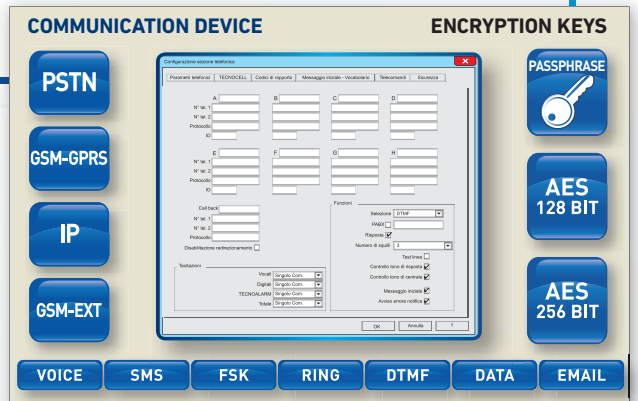 COMMUNICATION DEVICE
ENCRYPTION KEYS
PSTN
GSM-GPRS
IP
GSM-EXT
Configurazione sezione telefonica
Parametri telefonici TECNOCELL Codici di rapporto Messaggio iniziale - Vocabolario Telecomandi Sicurezza
A B C D
N° tel. 1
N° tel. 2
Protocollo
ID
E F G H
N° tel. 1
N° tel. 2
Protocollo
ID
Call back
N° tel. 1
N° tel. 2
Protocollo
Disabilitazione redirezionamento
Tacitazioni
Vocali Singolo Com.
Digitali Singolo Com.
TECNOALARM Singolo Com.
Totale Singolo Com.
Funzioni
Selezione DTMF
PABX
Risposta
Numero di squilli 3
Test linea
Controllo tono di risposta
Controllo tono di centrale
Messaggio iniziale
Avviso errore notifica
OK Annulla ?
PASSPHRASE
AES
128 BIT
AES
256 BIT
VOICE SMS FSK RING DTMF DATA EMAIL